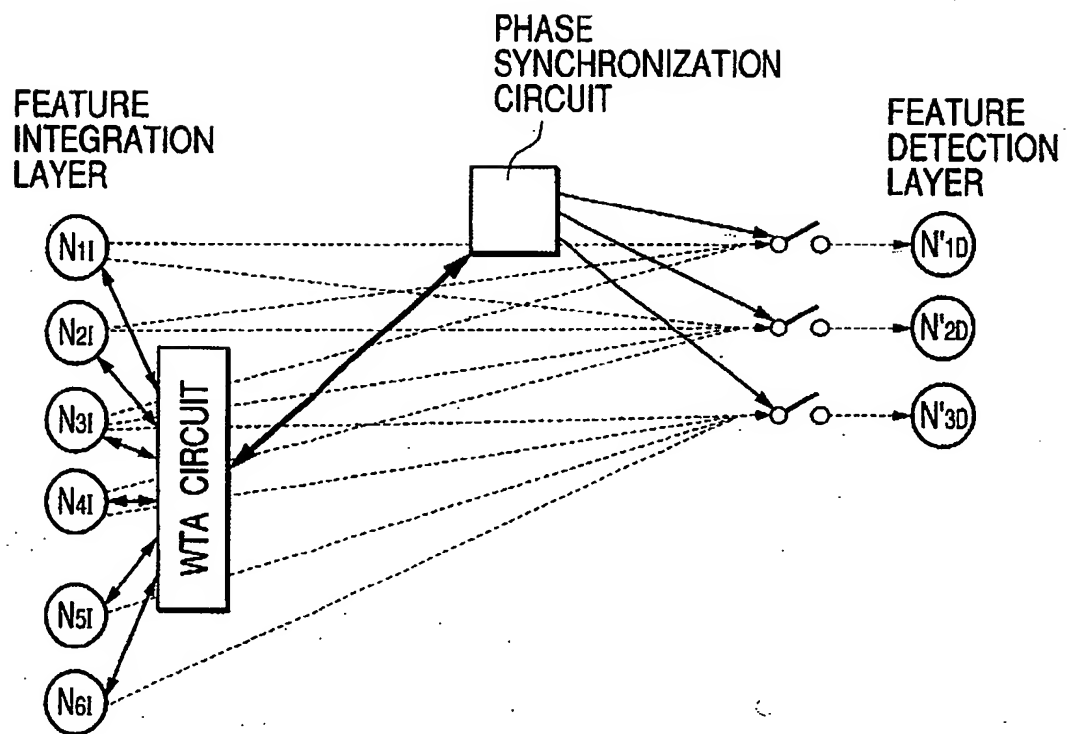 PHASE
SYNCHRONIZATION
CIRCUIT
FEATURE
INTEGRATION
LAYER
FEATURE
DETECTION
LAYER
N1I
N2I
N3I
N4I
N5I
N6I
WTA CIRCUIT
N"1D
N"2D
N"3D